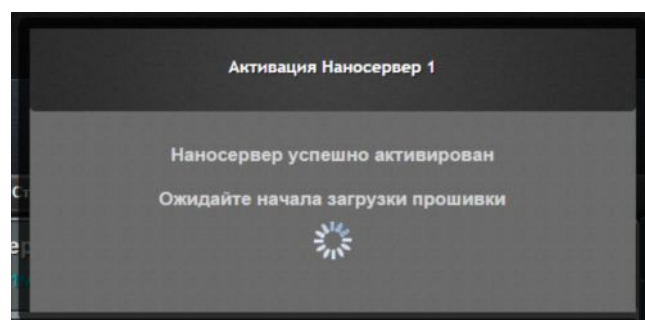 Активация Наносервер 1
Наносервер успешно активирован
Ожидайте начала загрузки прошивки